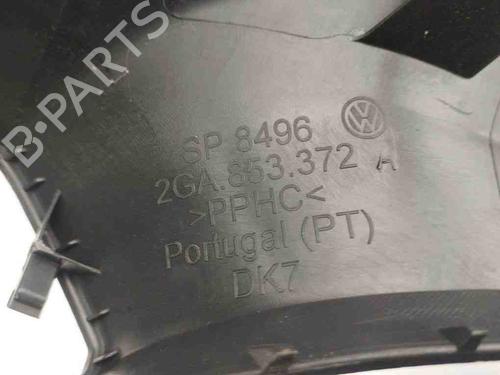 B-PARTS
SP 8496
2GA.853.372 A
>PPHC<
Portugal (PT)
DK7